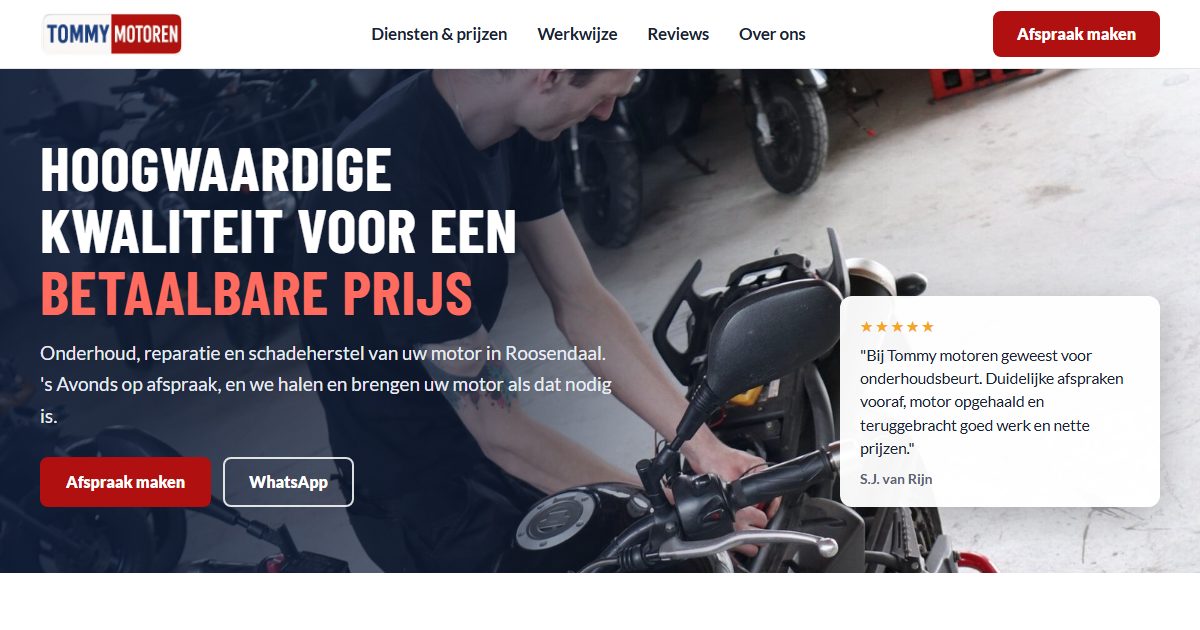 TOMMY MOTOREN
Diensten & prijzen
Werkwijze
Reviews
Over ons
Afspraak maken
HOOGWAARDIGE
KWALITEIT VOOR EEN
BETAALBARE PRIJS
Onderhoud, reparatie en schadeherstel van uw motor in Roosendaal.
's Avonds op afspraak, en we halen en brengen uw motor als dat nodig
is.
Afspraak maken
WhatsApp
★★★★★
"Bij Tommy motoren geweest voor
onderhoudsbeurt. Duidelijke afspraken
vooraf, motor opgehaald en
teruggebracht goed werk en nette
prijzen."
S.J. van Rijn